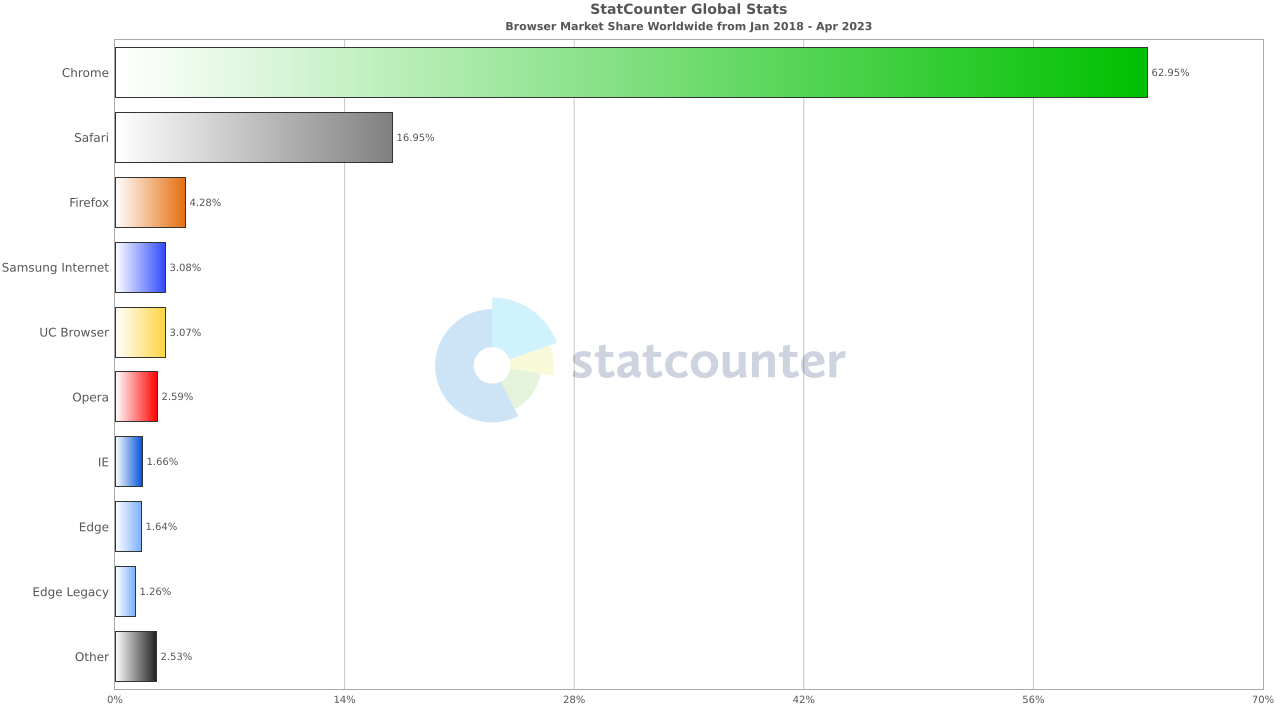 StatCounter Global Stats
Browser Market Share Worldwide from Jan 2018 - Apr 2023
Chrome 62.95%
Safari 16.95%
Firefox 4.28%
Samsung Internet 3.08%
UC Browser 3.07%
statcounter
Opera 2.59%
IE 1.66%
Edge 1.64%
Edge Legacy 1.26%
Other 2.53%
0% 14% 28% 42% 56% 70%